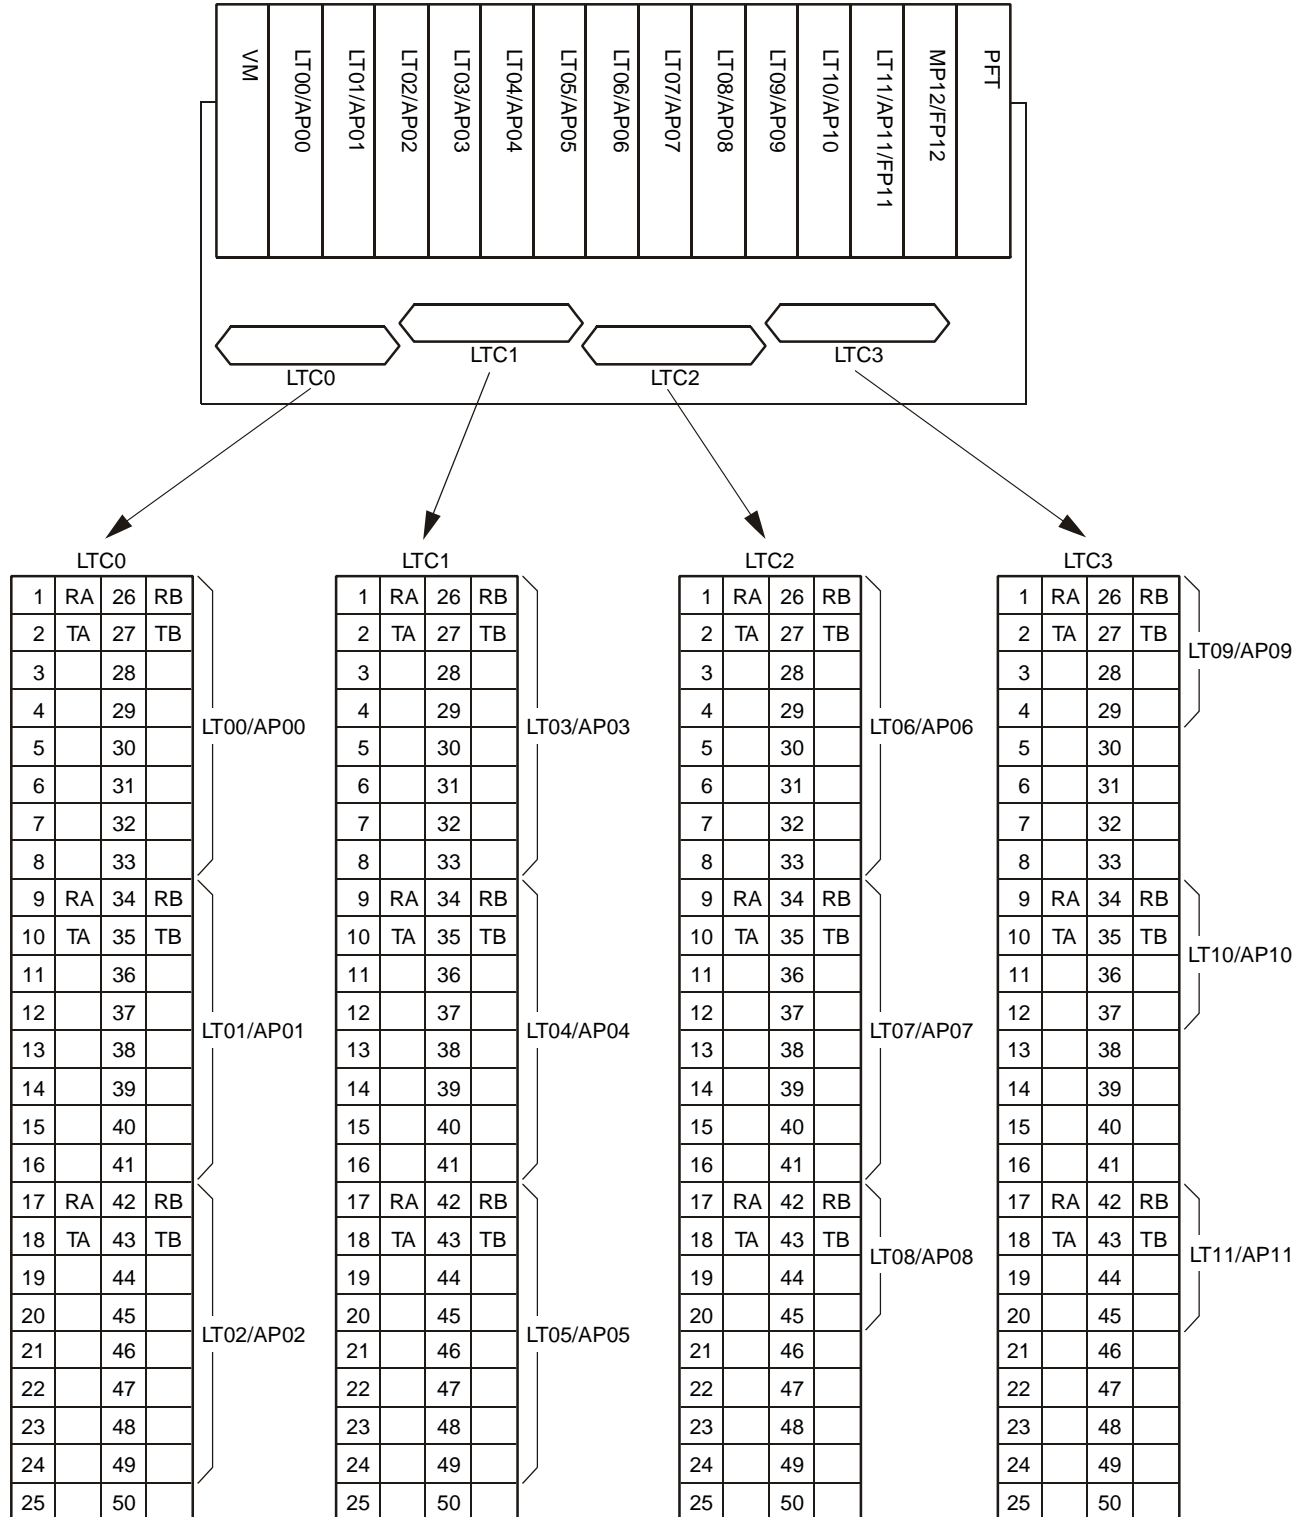 VM
LT00/AP00
LT01/AP01
LT02/AP02
LT03/AP03
LT04/AP04
LT05/AP05
LT06/AP06
LT07/AP07
LT08/AP08
LT09/AP09
LT10/AP10
LT11/AP11/FP11
MP12/FP12
PFT
LTC0
LTC1
LTC2
LTC3
LTC0
1 RA 26 RB
2 TA 27 TB
3 28
4 29
5 30
6 31
7 32
8 33
LT00/AP00
9 RA 34 RB
10 TA 35 TB
11 36
12 37
13 38
14 39
15 40
16 41
LT01/AP01
17 RA 42 RB
18 TA 43 TB
19 44
20 45
21 46
22 47
23 48
24 49
LT02/AP02
25 50
LTC1
1 RA 26 RB
2 TA 27 TB
3 28
4 29
5 30
6 31
7 32
8 33
LT03/AP03
9 RA 34 RB
10 TA 35 TB
11 36
12 37
13 38
14 39
15 40
16 41
LT04/AP04
17 RA 42 RB
18 TA 43 TB
19 44
20 45
21 46
22 47
23 48
24 49
LT05/AP05
25 50
LTC2
1 RA 26 RB
2 TA 27 TB
3 28
4 29
5 30
6 31
7 32
8 33
LT06/AP06
9 RA 34 RB
10 TA 35 TB
11 36
12 37
13 38
14 39
15 40
16 41
LT07/AP07
17 RA 42 RB
18 TA 43 TB
19 44
20 45
LT08/AP08
21 46
22 47
23 48
24 49
25 50
LTC3
1 RA 26 RB
2 TA 27 TB
3 28
4 29
LT09/AP09
5 30
6 31
7 32
8 33
9 RA 34 RB
10 TA 35 TB
11 36
12 37
LT10/AP10
13 38
14 39
15 40
16 41
17 RA 42 RB
18 TA 43 TB
19 44
20 45
LT11/AP11
21 46
22 47
23 48
24 49
25 50